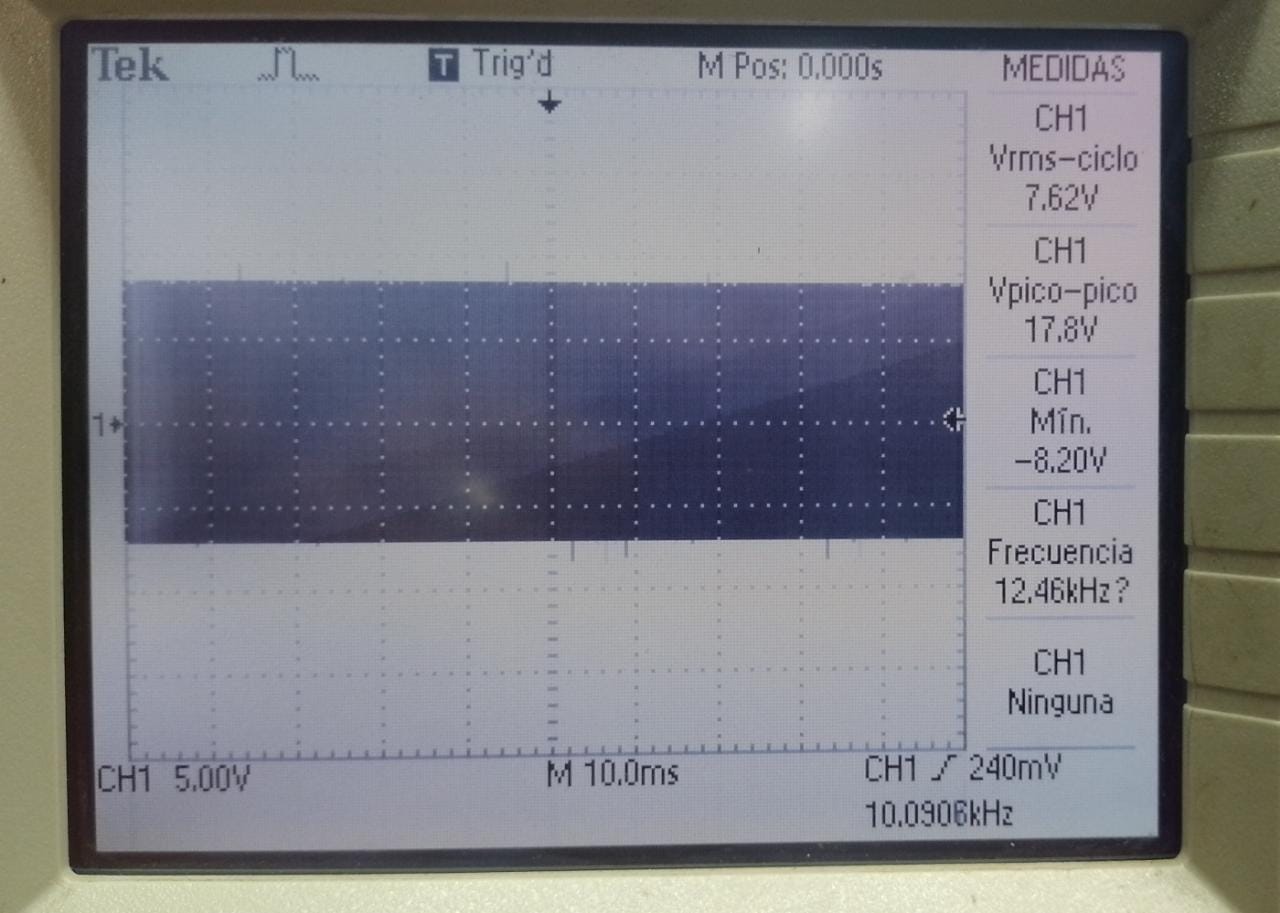 Tek T Trig'd M Pos: 0.000s MEDIDAS
CH1
Vrms-ciclo
7.62V
CH1
Vpico-pico
17.8V
CH1
Mín.
-8.20V
CH1
Frecuencia
12.46kHz?
CH1
Ninguna
1
CH1 5.00V M 10.0ms CH1 240mV
10.0906kHz